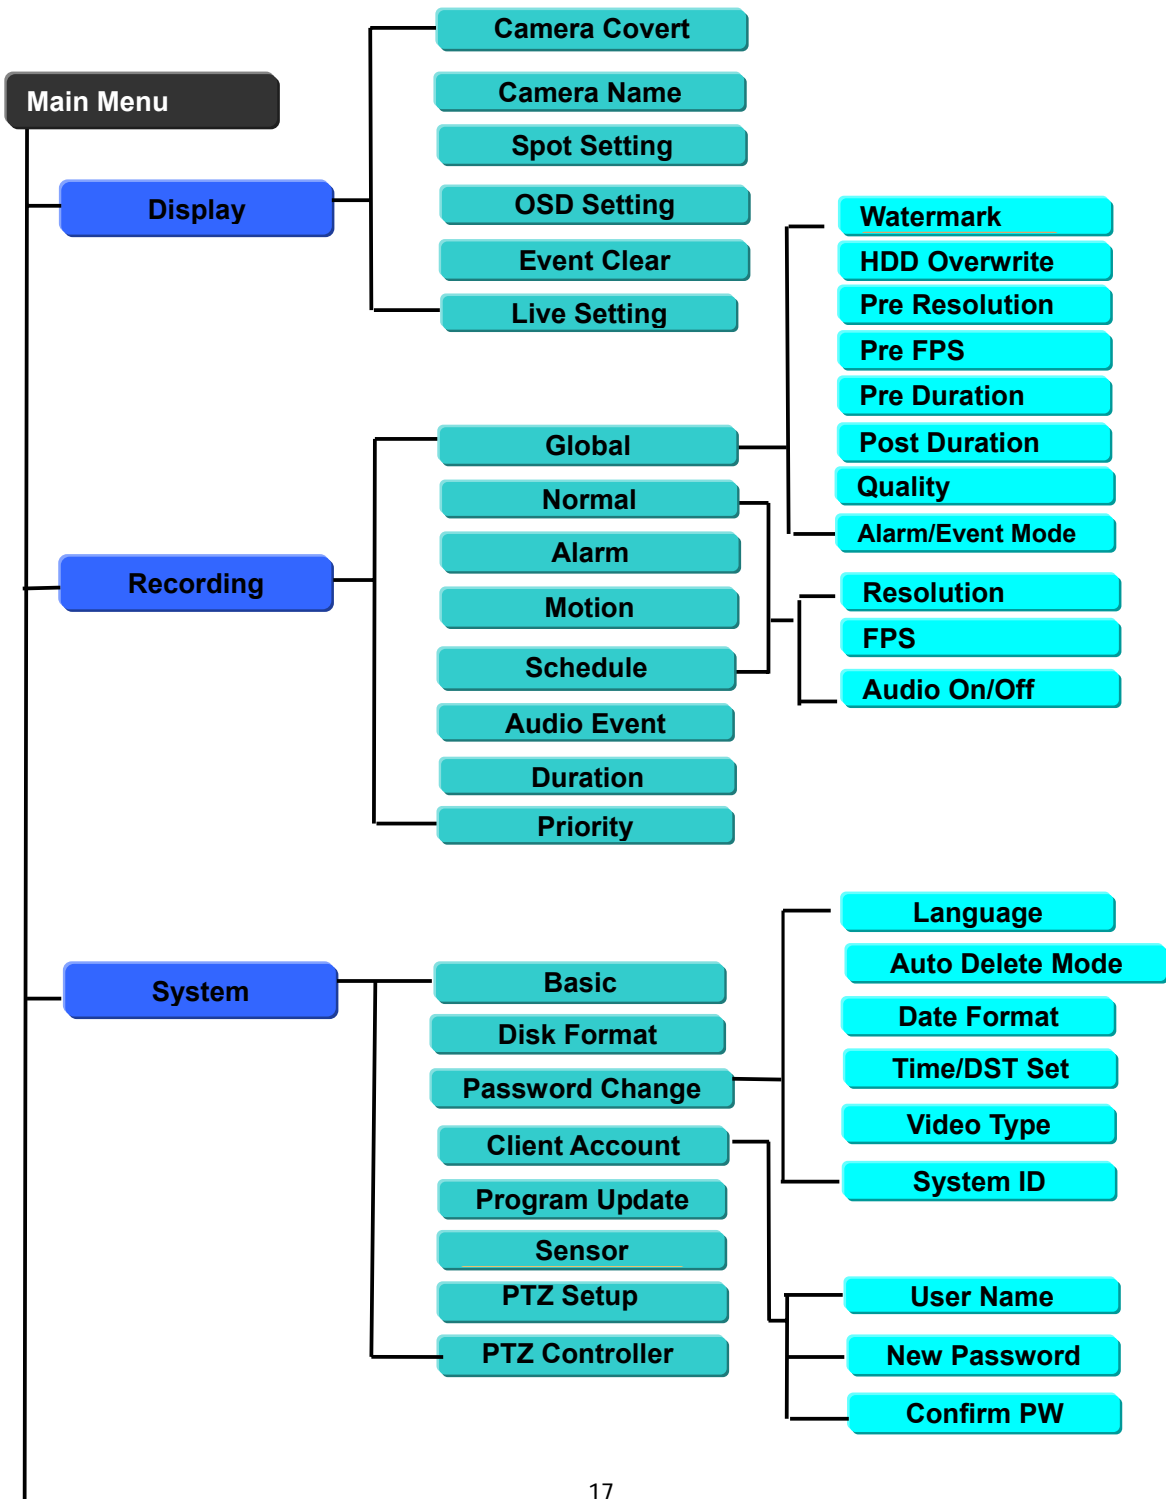 Main Menu
Display
Camera Covert
Camera Name
Spot Setting
OSD Setting
Event Clear
Live Setting
Recording
Global
Normal
Alarm
Motion
Schedule
Audio Event
Duration
Priority
Watermark
HDD Overwrite
Pre Resolution
Pre FPS
Pre Duration
Post Duration
Quality
Alarm/Event Mode
Resolution
FPS
Audio On/Off
System
Basic
Disk Format
Password Change
Client Account
Program Update
Sensor
PTZ Setup
PTZ Controller
Language
Auto Delete Mode
Date Format
Time/DST Set
Video Type
System ID
User Name
New Password
Confirm PW
17